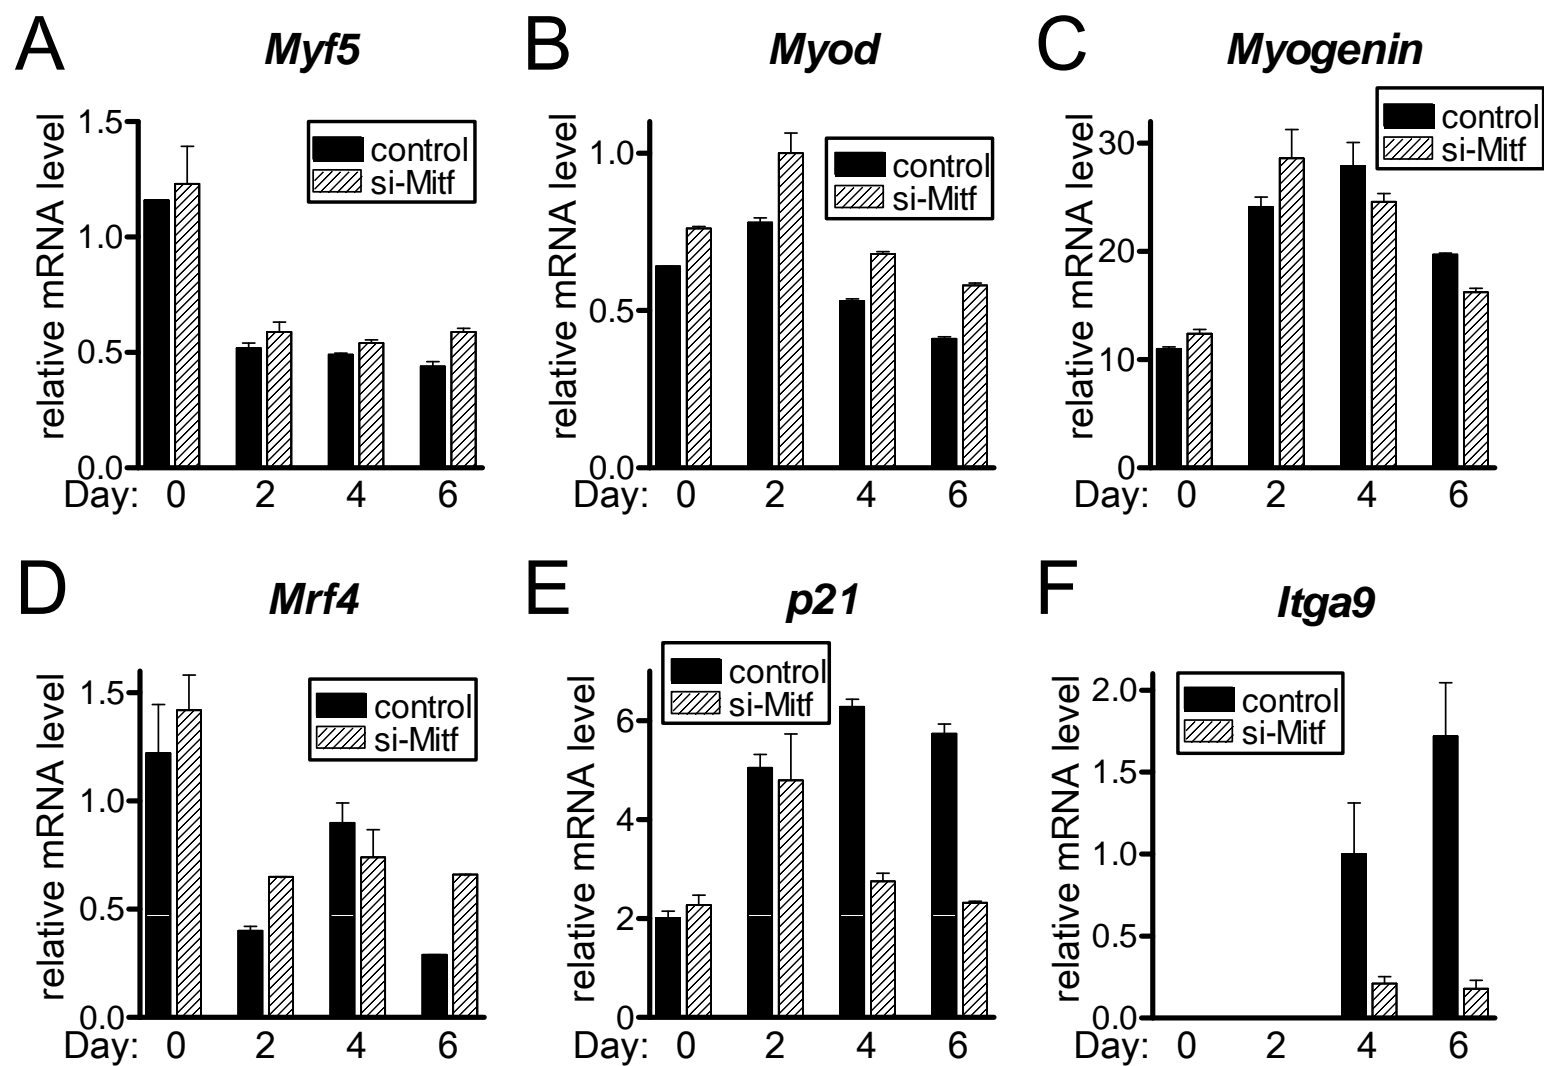 A Myf5
relative mRNA level
1.5
1.0
0.5
0.0
control
si-Mitf
Day: 0 2 4 6
B Myod
relative mRNA level
1.0
0.5
0.0
control
si-Mitf
Day: 0 2 4 6
C Myogenin
relative mRNA level
30
20
10
0
control
si-Mitf
Day: 0 2 4 6
D Mrf4
relative mRNA level
1.5
1.0
0.5
0.0
control
si-Mitf
Day: 0 2 4 6
E p21
relative mRNA level
6
4
2
0
control
si-Mitf
Day: 0 2 4 6
F Itga9
relative mRNA level
2.0
1.5
1.0
0.5
0.0
control
si-Mitf
Day: 0 2 4 6